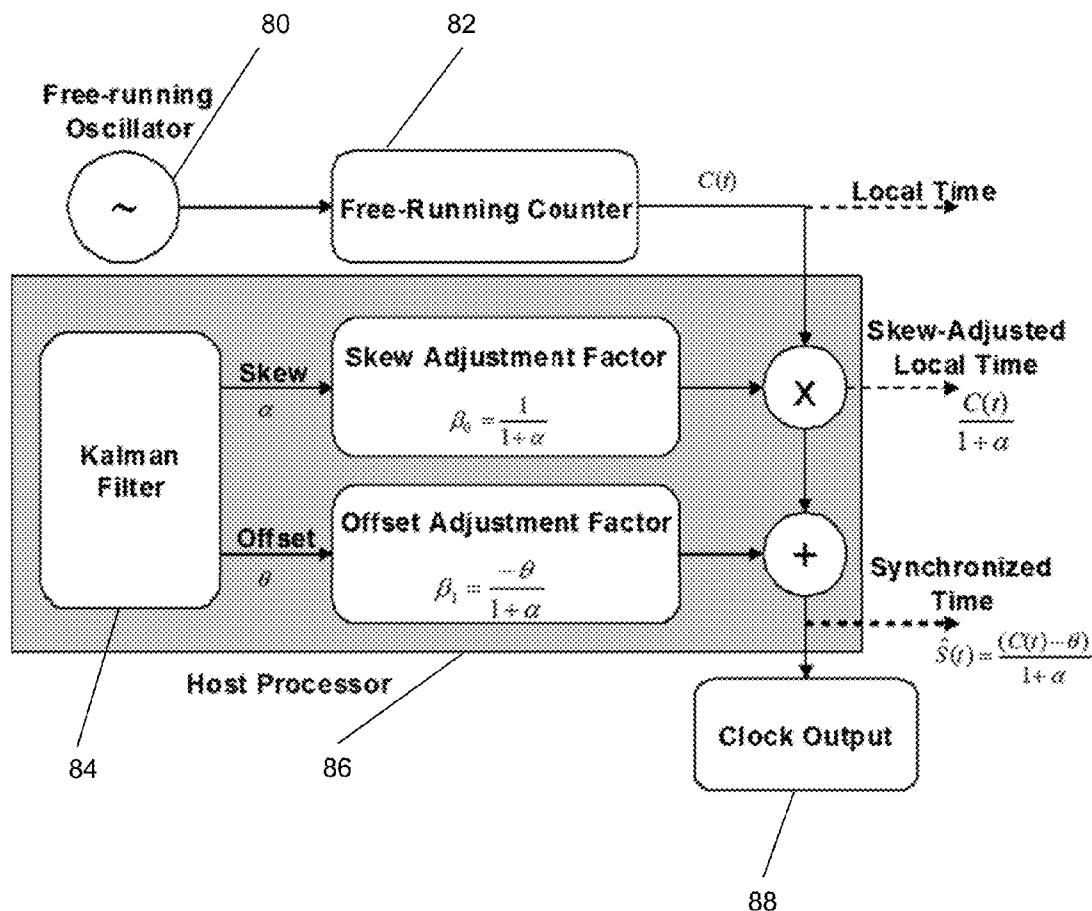 80
82
Free-running
Oscillator
~
Free-Running Counter
C(t)
Local Time
Skew
α
Skew Adjustment Factor
β₀ = 1/(1+α)
X
Skew-Adjusted
Local Time
C(t)/(1+α)
Kalman
Filter
Offset
θ
Offset Adjustment Factor
β₁ = -θ/(1+α)
+
Synchronized
Time
Ŝ(t) = (C(t)-θ)/(1+α)
Host Processor
Clock Output
84
86
88